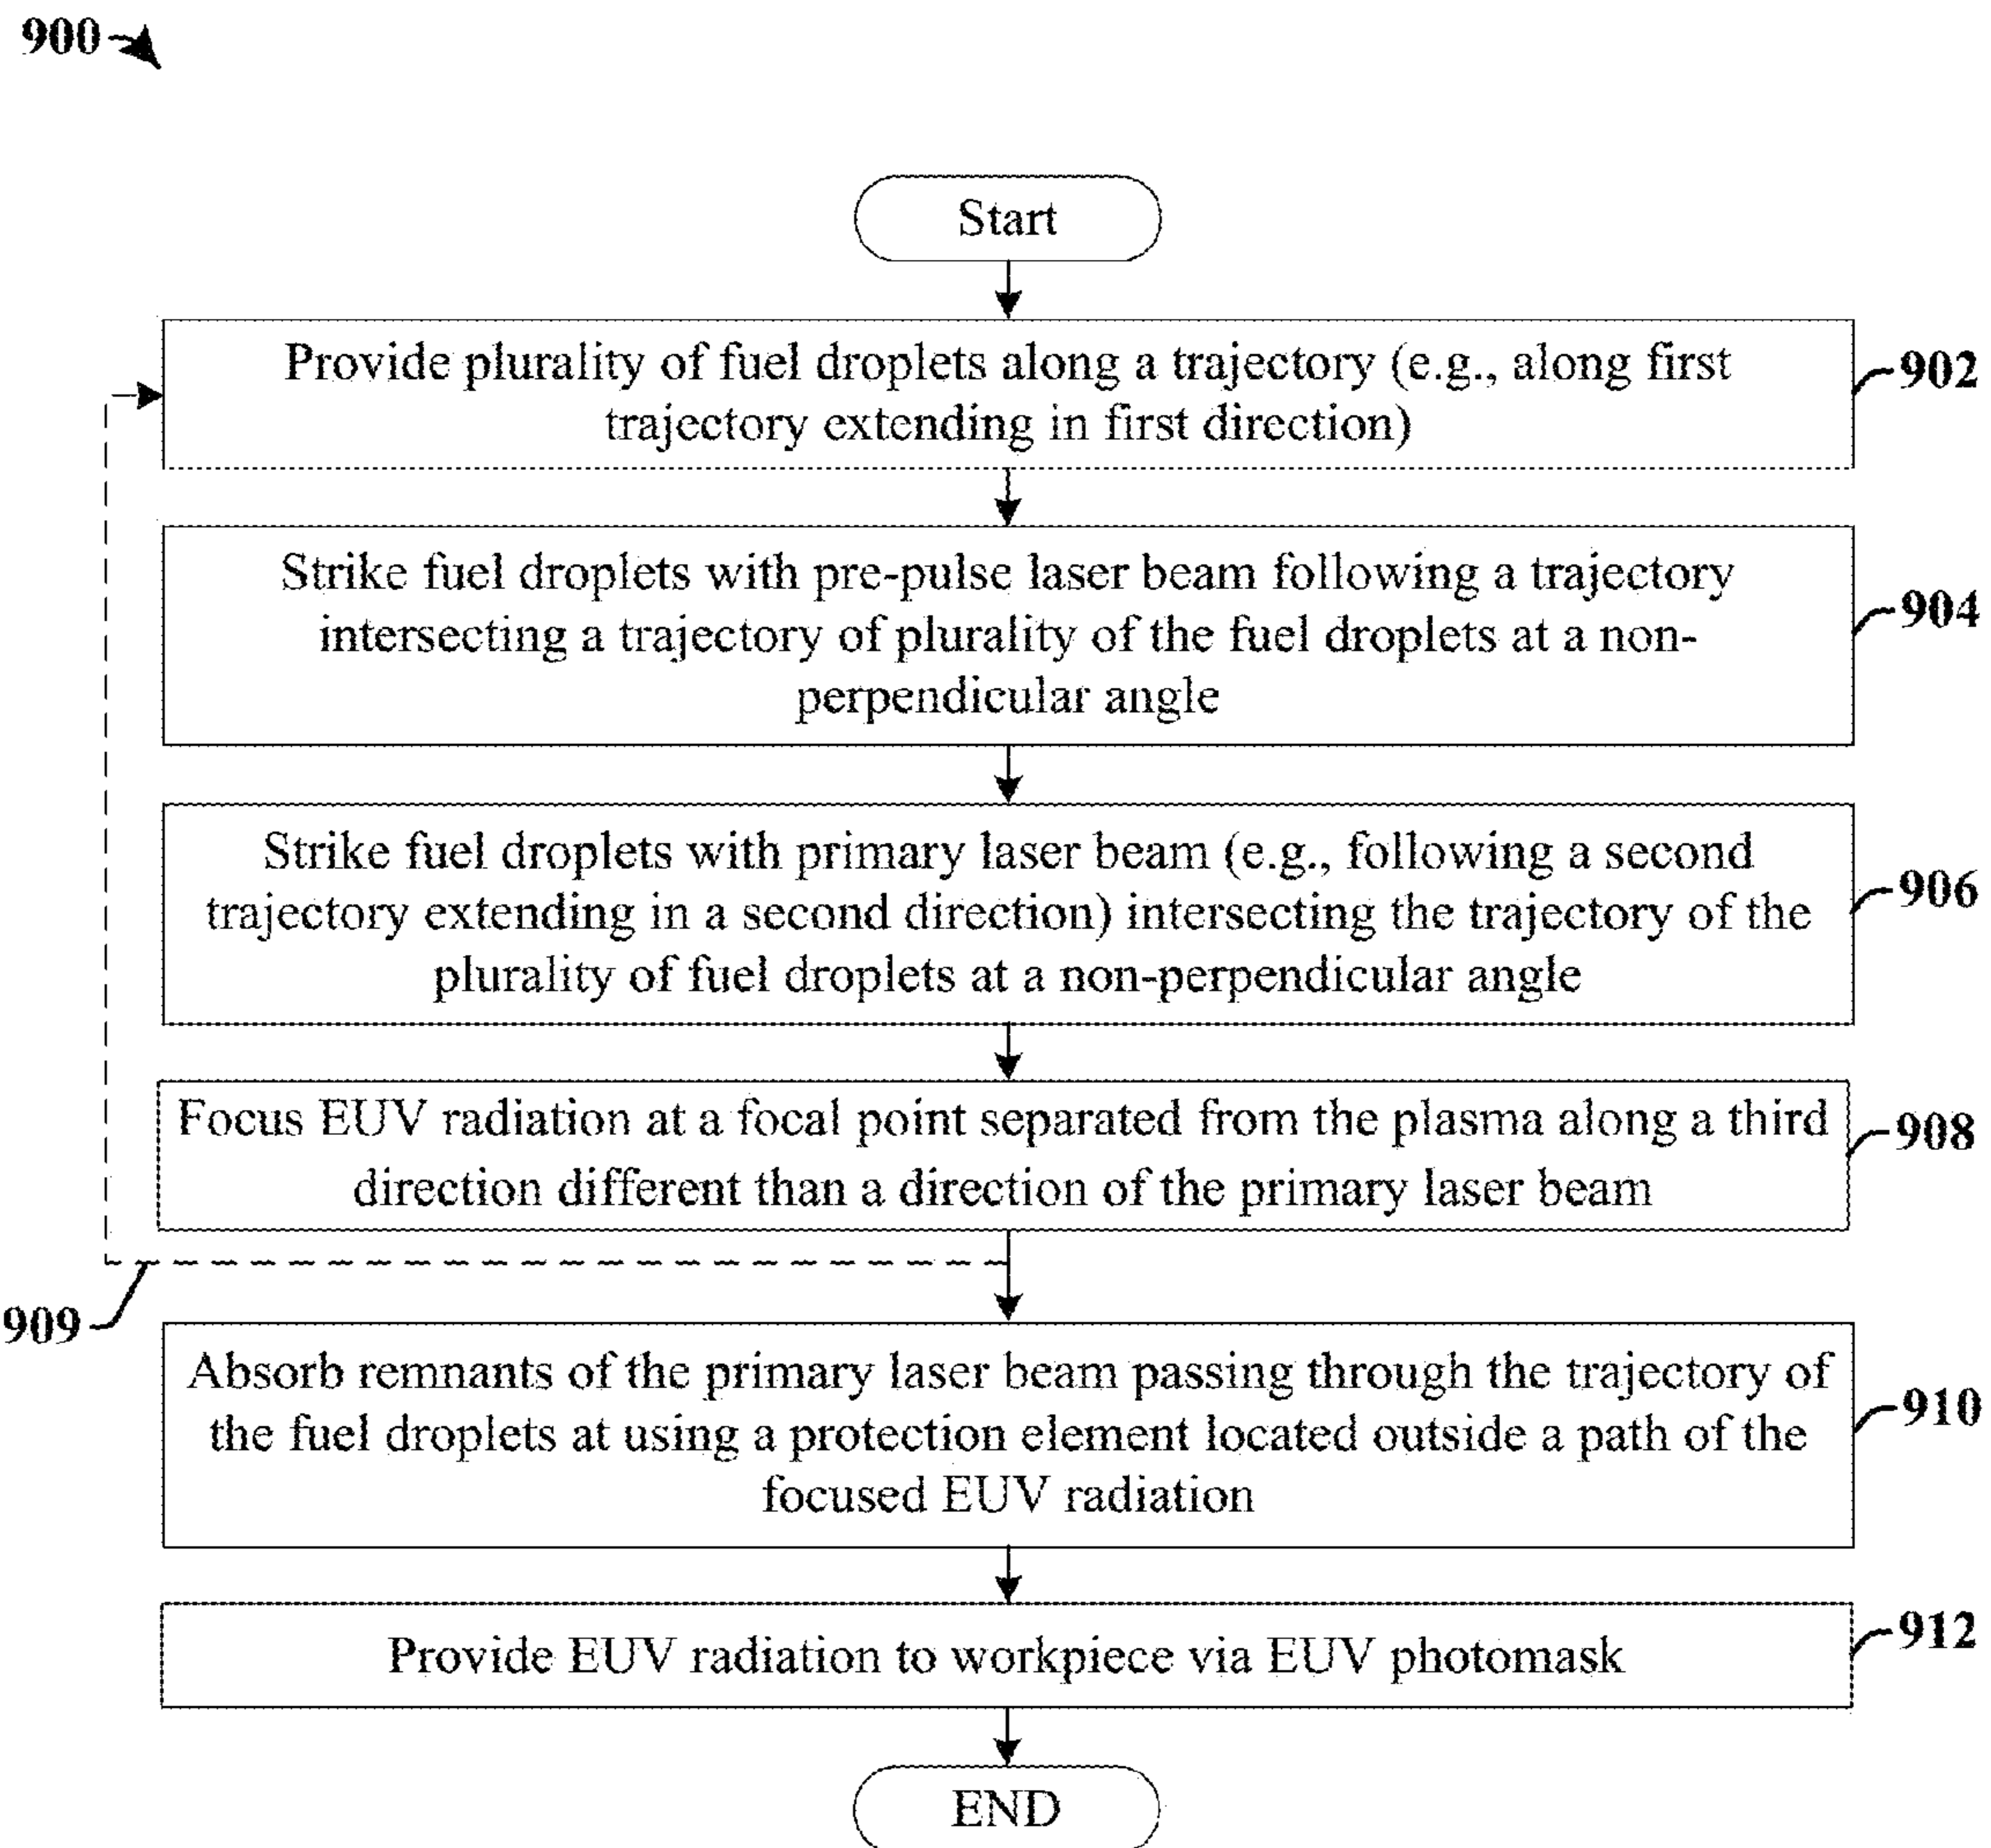 900
Start
Provide plurality of fuel droplets along a trajectory (e.g., along first
trajectory extending in first direction)
902
Strike fuel droplets with pre-pulse laser beam following a trajectory
intersecting a trajectory of plurality of the fuel droplets at a non-
perpendicular angle
904
Strike fuel droplets with primary laser beam (e.g., following a second
trajectory extending in a second direction) intersecting the trajectory of the
plurality of fuel droplets at a non-perpendicular angle
906
Focus EUV radiation at a focal point separated from the plasma along a third
direction different than a direction of the primary laser beam
908
909
Absorb remnants of the primary laser beam passing through the trajectory of
the fuel droplets at using a protection element located outside a path of the
focused EUV radiation
910
Provide EUV radiation to workpiece via EUV photomask
912
END